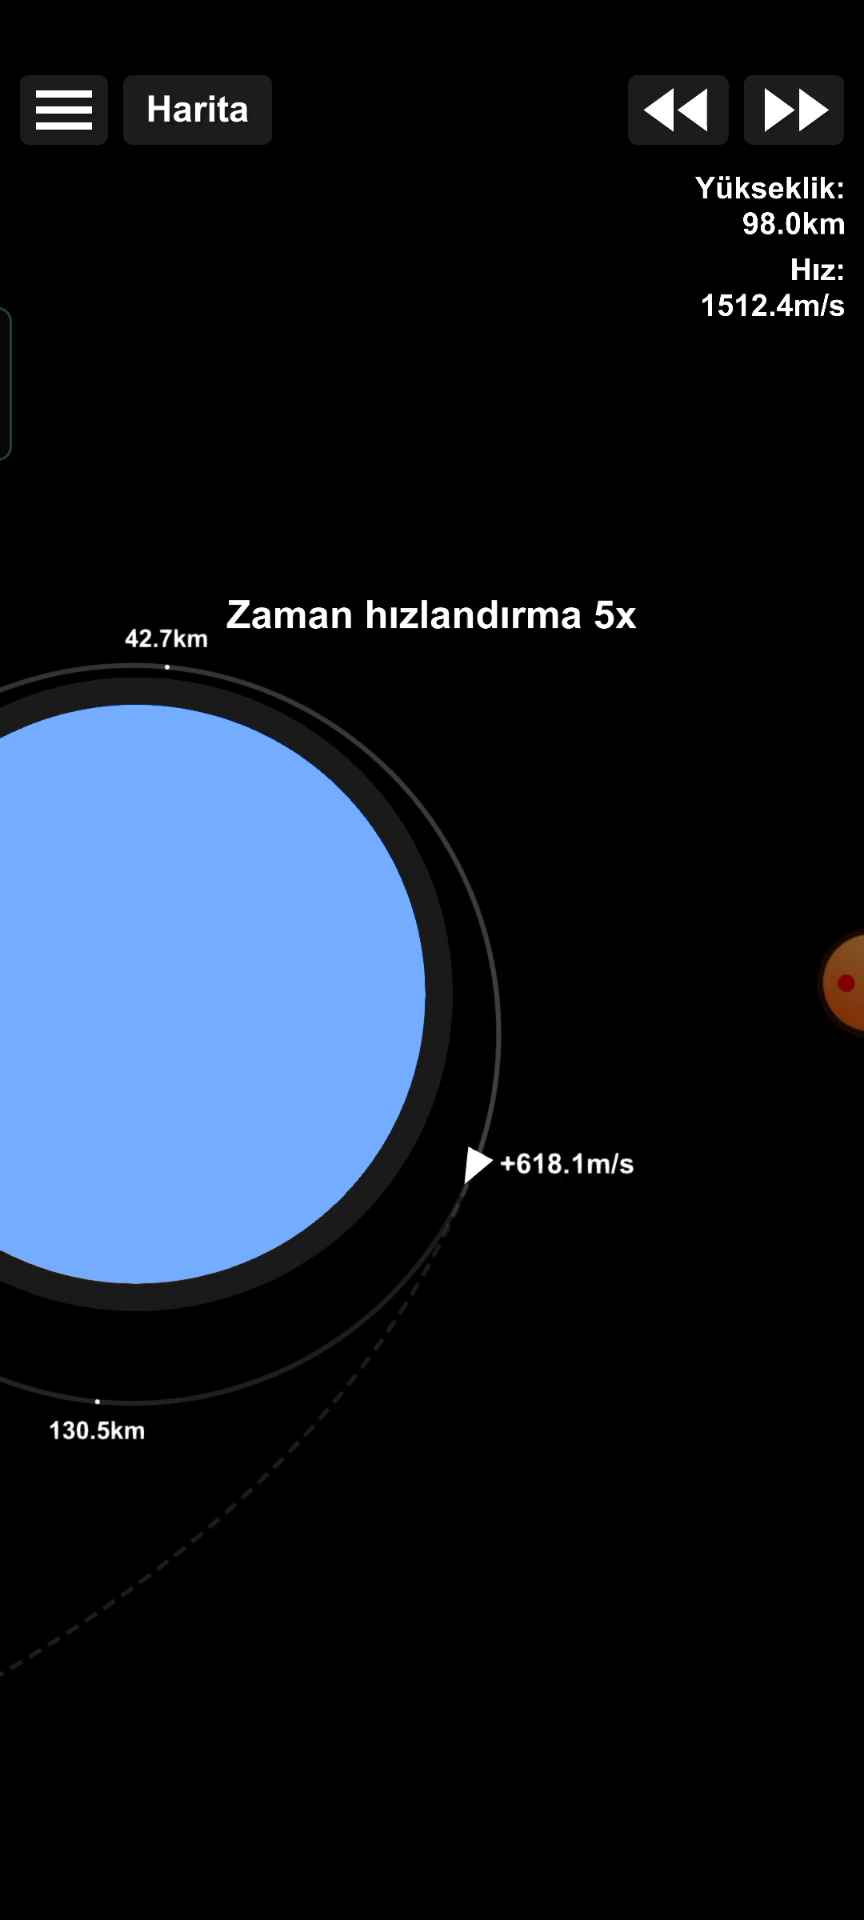 Harita
Yükseklik:
98.0km
Hız:
1512.4m/s
Zaman hızlandırma 5x
42.7km
+618.1m/s
130.5km